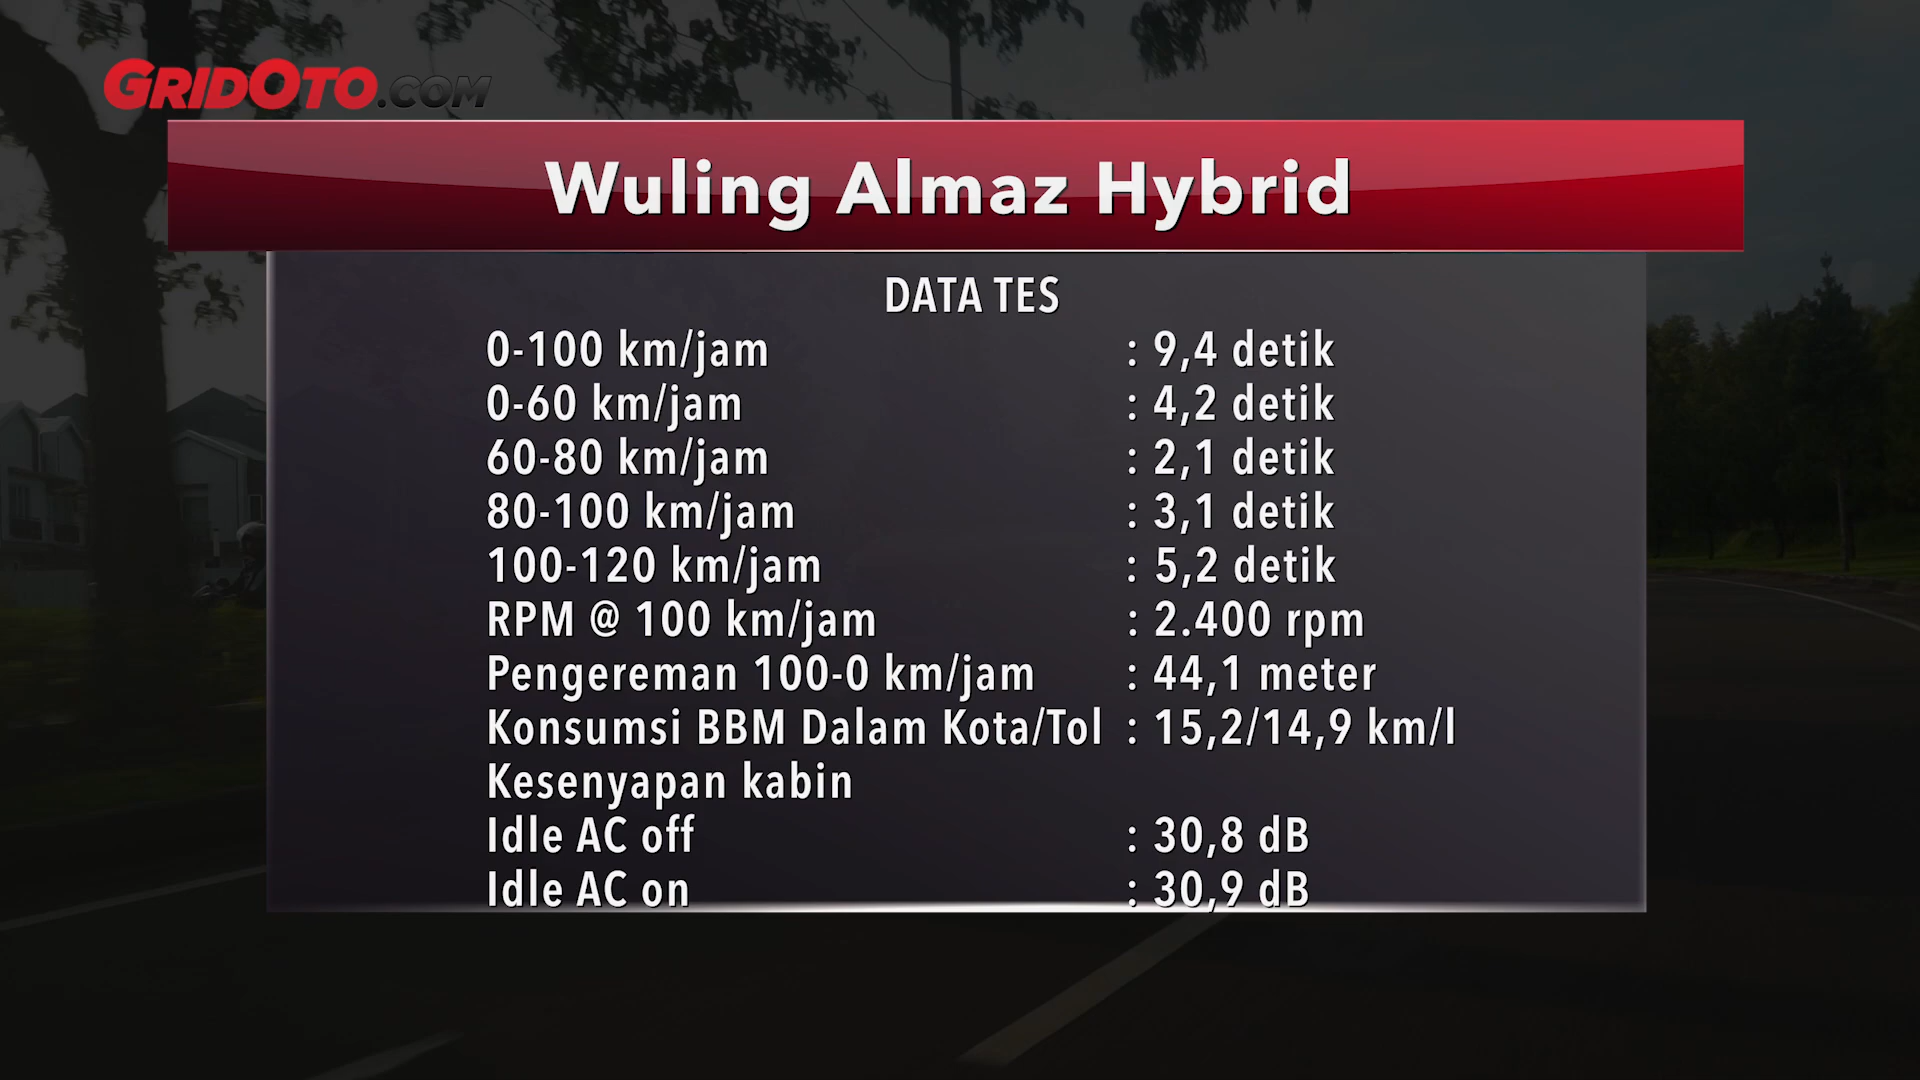 GRIDOTO.COM
Wuling Almaz Hybrid
DATA TES
0-100 km/jam : 9,4 detik
0-60 km/jam : 4,2 detik
60-80 km/jam : 2,1 detik
80-100 km/jam : 3,1 detik
100-120 km/jam : 5,2 detik
RPM @ 100 km/jam : 2.400 rpm
Pengereman 100-0 km/jam : 44,1 meter
Konsumsi BBM Dalam Kota/Tol : 15,2/14,9 km/l
Kesenyapan kabin
Idle AC off : 30,8 dB
Idle AC on : 30,9 dB